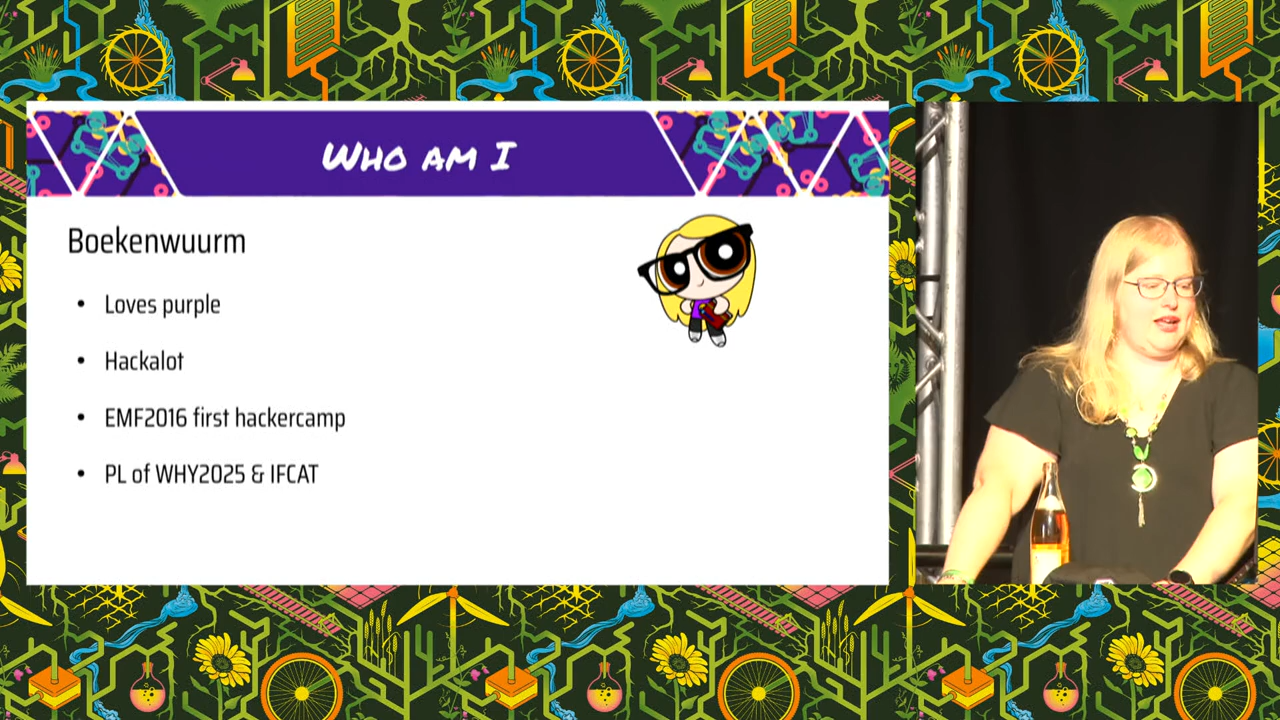 Who am I
Boekenwuurm
• Loves purple
• Hackalot
• EMF2016 first hackercamp
• PL of WHY2025 & IFCAT